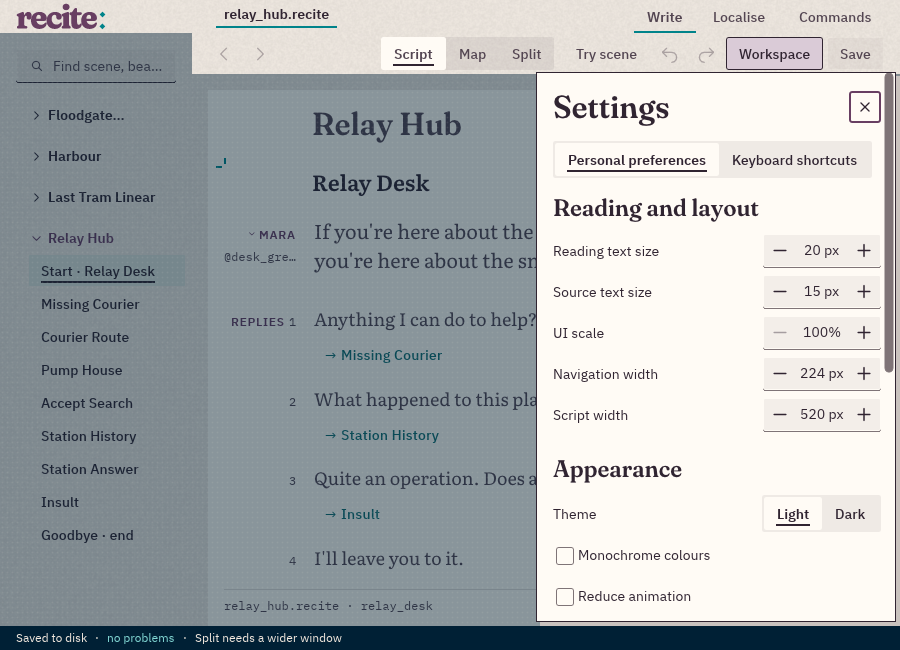 recite:
relay_hub.recite
Write
Localise
Commands
Find scene, bea...
Script
Map
Split
Try scene
Workspace
Save
Floodgate...
Harbour
Last Tram Linear
Relay Hub
Start · Relay Desk
Missing Courier
Courier Route
Pump House
Accept Search
Station History
Station Answer
Insult
Goodbye · end
Relay Hub
Relay Desk
MARA
@desk_gre...
If you're here about the
you're here about the sn
REPLIES 1
Anything I can do to help?
→ Missing Courier
2
What happened to this pla
→ Station History
3
Quite an operation. Does a
→ Insult
4
I'll leave you to it.
relay_hub.recite · relay_desk
Settings
Personal preferences
Keyboard shortcuts
Reading and layout
Reading text size
20 px
Source text size
15 px
UI scale
100%
Navigation width
224 px
Script width
520 px
Appearance
Theme
Light
Dark
Monochrome colours
Reduce animation
Saved to disk · no problems · Split needs a wider window